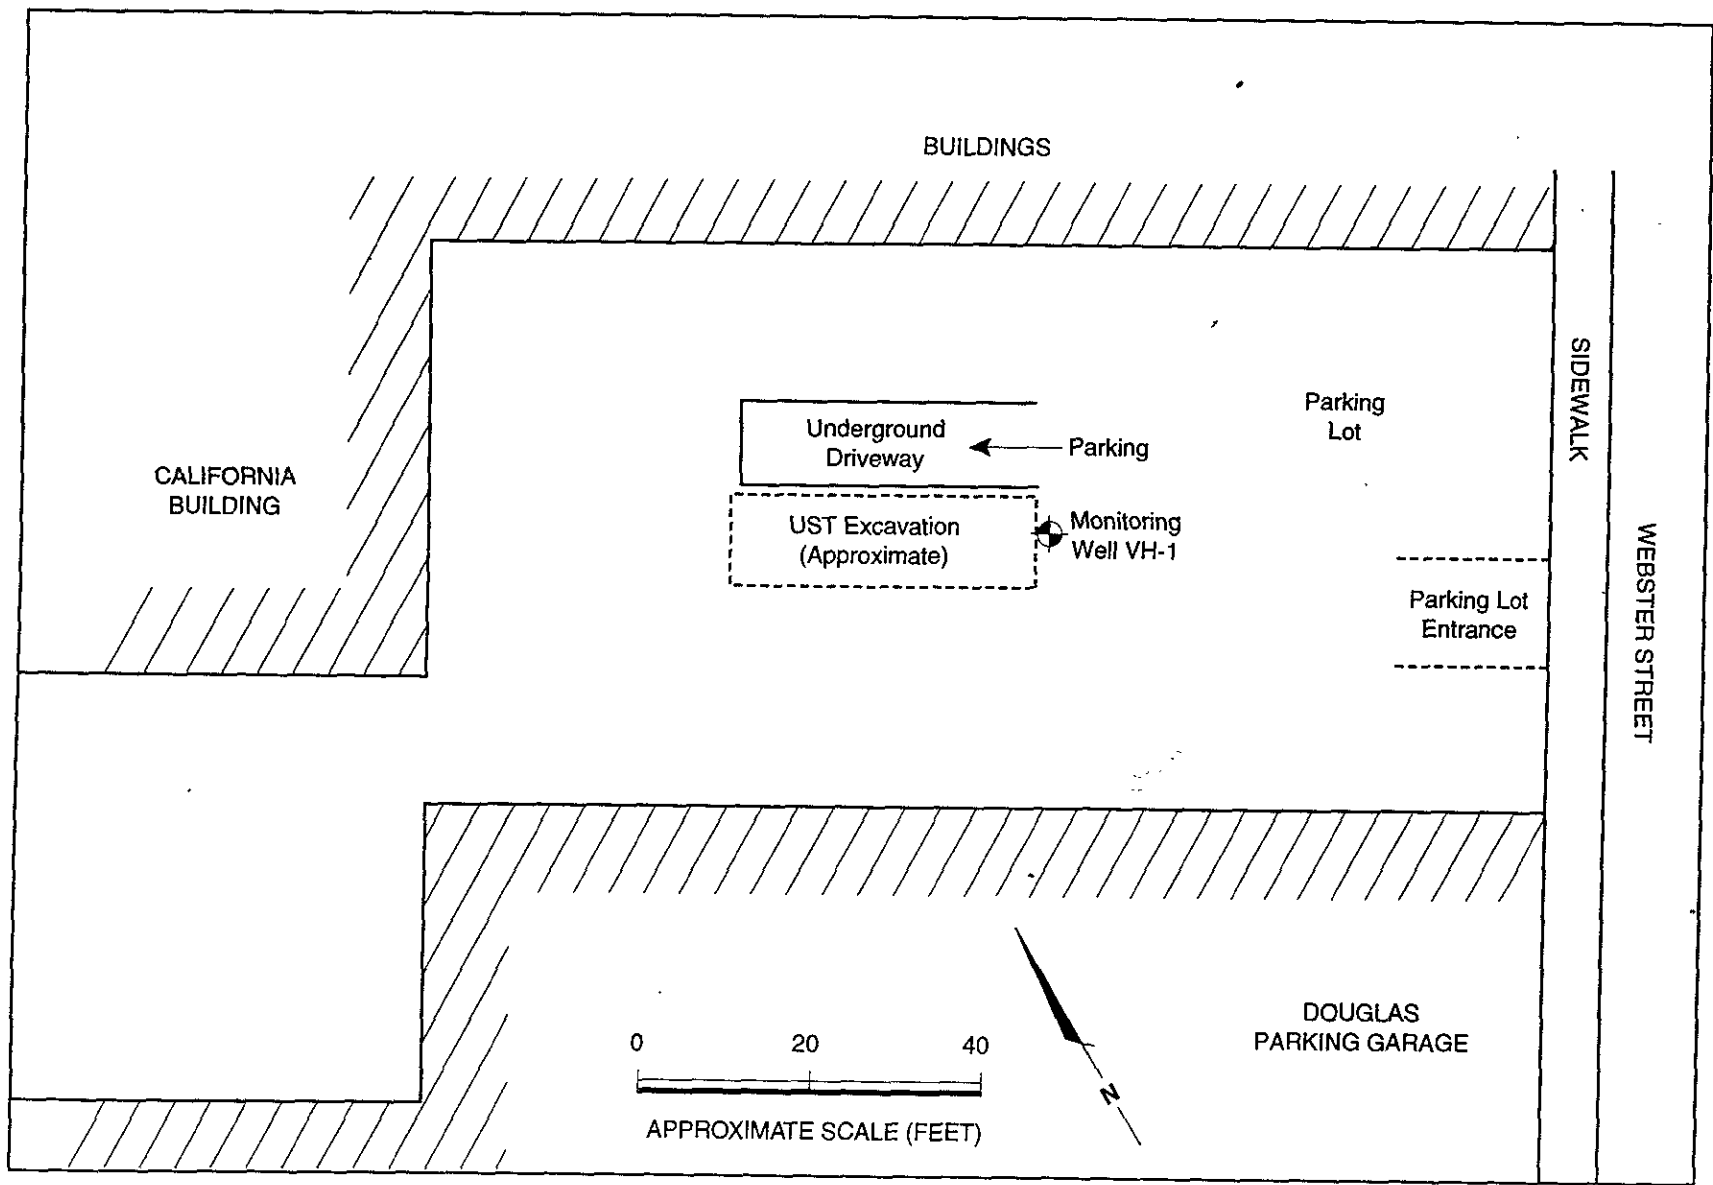 BUILDINGS
SIDEWALK
Parking
Lot
Underground
Driveway
Parking
CALIFORNIA
BUILDING
UST Excavation
(Approximate)
Monitoring
Well VH-1
WEBSTER STREET
Parking Lot
Entrance
DOUGLAS
PARKING GARAGE
0 20 40
APPROXIMATE SCALE (FEET)
N